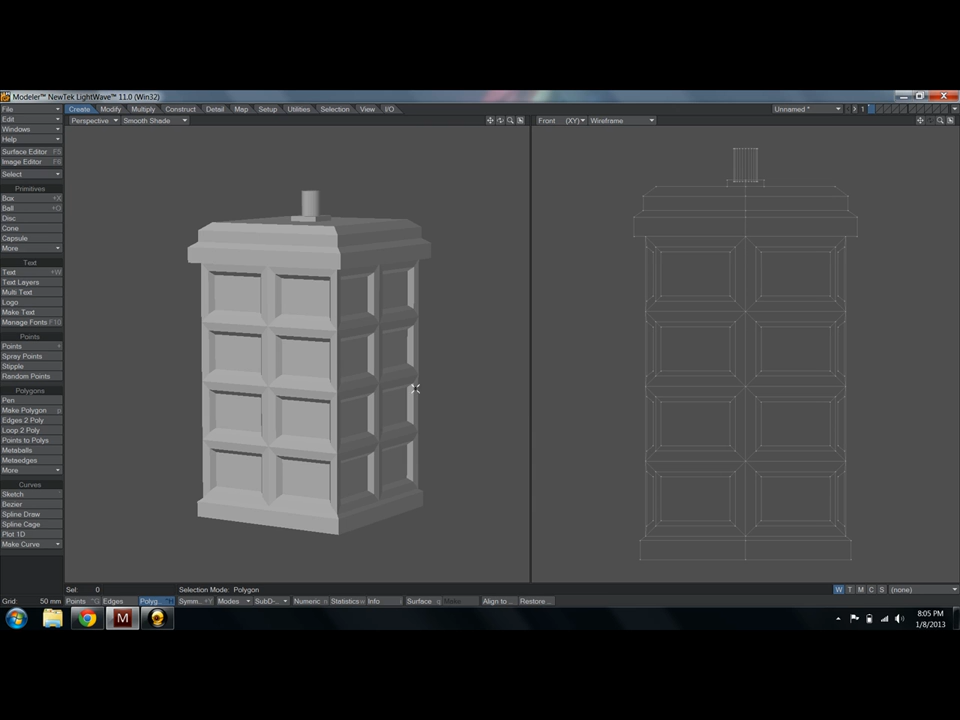 Modeler™ NewTek LightWave™ 11.0 (Win32)
File
Create Modify Multiply Construct Detail Map Setup Utilities Selection View I/O
Unnamed * 1
Edit
Perspective Smooth Shade
Front (XY) Wireframe
Windows
Help
Surface Editor F5
Image Editor F6
Select
Primitives
Box +X
Ball +O
Disc
Cone
Capsule
More
Text
Text +W
Text Layers
Multi Text
Logo
Make Text
Manage Fonts F10
Points
Points +
Spray Points
Stipple
Random Points
Polygons
Pen
Make Polygon p
Edges 2 Poly
Loop 2 Poly
Points to Polys
Metaballs
Metaedges
More
Curves
Sketch
Bezier
Spline Draw
Spline Cage
Plot 1D
Make Curve
Sel: 0 Selection Mode: Polygon
W T M C S (none)
Grid: 50 mm Points ^G Edges Polyg... ^H Symm... +Y Modes SubD-... Numeric n Statistics w Info i Surface q Make Align to ... Restore...
M
8:05 PM
1/8/2013